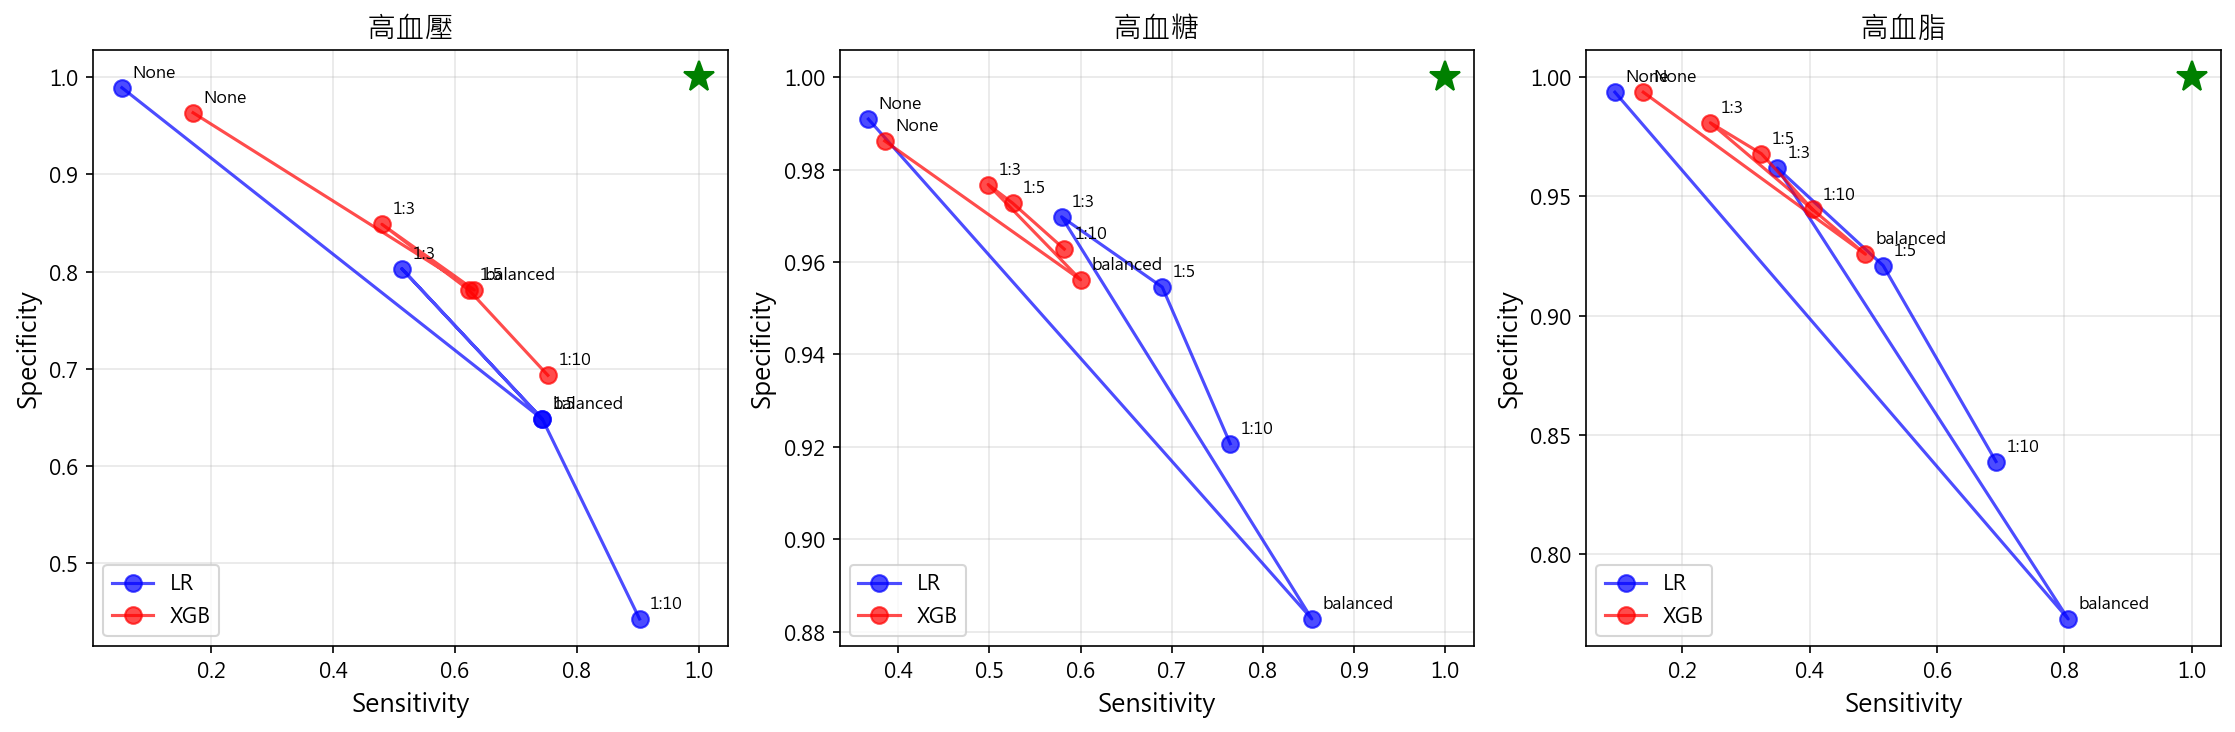 高血壓
None
None
1:3
1:3
1:5
balanced
1:10
1:5
balanced
1:10
1.0
0.9
0.8
0.7
0.6
0.5
Specificity
LR
XGB
0.2
0.4
0.6
0.8
1.0
Sensitivity
高血糖
None
None
1:3
1:5
1:3
1:10
balanced
1:5
1:10
balanced
1.00
0.98
0.96
0.94
0.92
0.90
0.88
Specificity
LR
XGB
0.4
0.5
0.6
0.7
0.8
0.9
1.0
Sensitivity
高血脂
None
None
1:3
1:5
1:3
1:10
balanced
1:5
1:10
balanced
1.00
0.95
0.90
0.85
0.80
Specificity
LR
XGB
0.2
0.4
0.6
0.8
1.0
Sensitivity